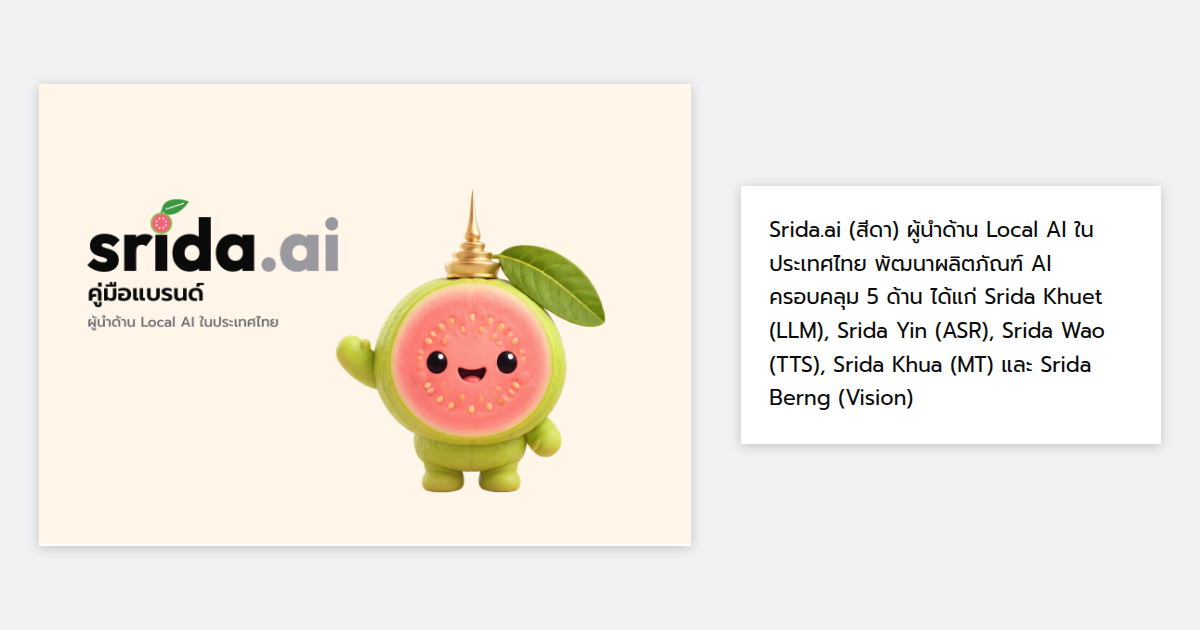 srida.ai
คู่มือแบรนด์
ผู้นำด้าน Local AI ในประเทศไทย
Srida.ai (สีดา) ผู้นำด้าน Local AI ใน
ประเทศไทย พัฒนาผลิตภัณฑ์ AI
ครอบคลุม 5 ด้าน ได้แก่ Srida Khuet
(LLM), Srida Yin (ASR), Srida Wao
(TTS), Srida Khua (MT) และ Srida
Berng (Vision)